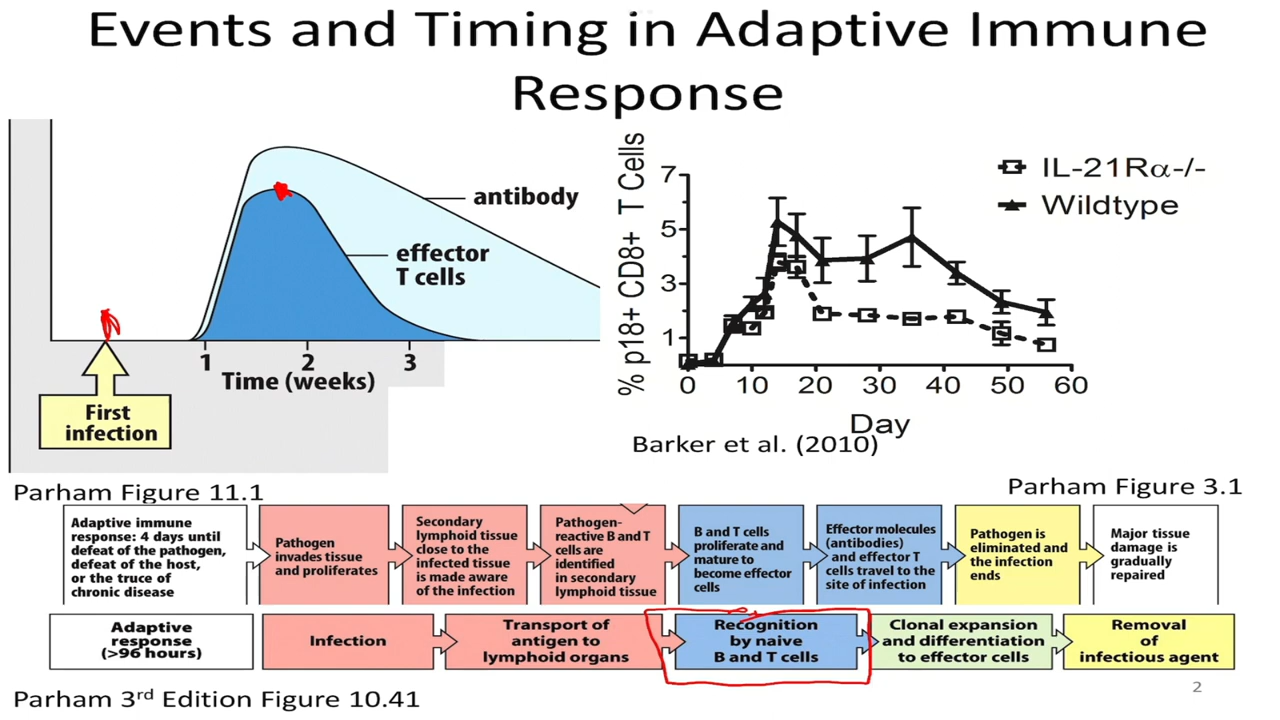 Events and Timing in Adaptive Immune
Response
antibody
effector
T cells
1
2
3
Time (weeks)
First
infection
Parham Figure 11.1
% p18+ CD8+ T Cells
7
5
3
1
0
10
20
30
40
50
60
Day
IL-21Rα-/-
Wildtype
Barker et al. (2010)
Parham Figure 3.1
Adaptive immune
response: 4 days until
defeat of the pathogen,
defeat of the host,
or the truce of
chronic disease
Pathogen
invades tissue
and proliferates
Secondary
lymphoid tissue
close to the
infected tissue
is made aware
of the infection
Pathogen-
reactive B and T
cells are
identified
in secondary
lymphoid tissue
B and T cells
proliferate and
mature to
become effector
cells
Effector molecules
(antibodies)
and effector T
cells travel to the
site of infection
Pathogen is
eliminated and
the infection
ends
Major tissue
damage is
gradually
repaired
Adaptive
response
(>96 hours)
Infection
Transport of
antigen to
lymphoid organs
Recognition
by naive
B and T cells
Clonal expansion
and differentiation
to effector cells
Removal
of
infectious agent
Parham 3rd Edition Figure 10.41
2